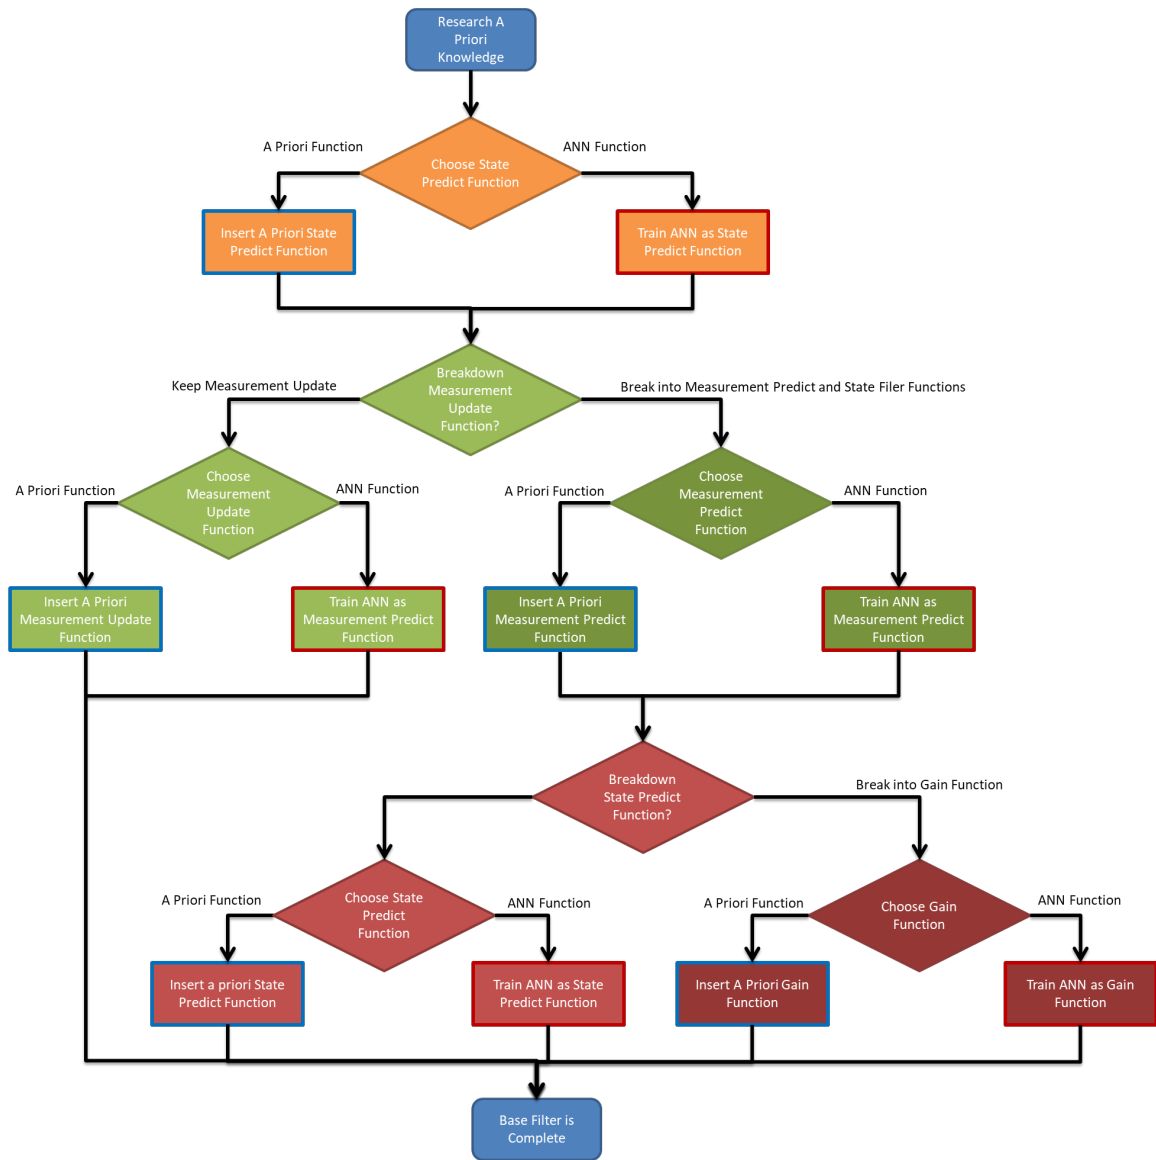 Research A
Priori
Knowledge
A Priori Function
ANN Function
Choose State
Predict Function
Insert A Priori State
Predict Function
Train ANN as State
Predict Function
Keep Measurement Update
Breakdown
Measurement
Update
Function?
Break into Measurement Predict and State Filer Functions
A Priori Function
Choose
Measurement
Update
Function
ANN Function
A Priori Function
Choose
Measurement
Predict
Function
ANN Function
Insert A Priori
Measurement Update
Function
Train ANN as
Measurement Predict
Function
Insert A Priori
Measurement Predict
Function
Train ANN as
Measurement Predict
Function
Breakdown
State Predict
Function?
Break into Gain Function
A Priori Function
Choose State
Predict
Function
ANN Function
A Priori Function
Choose Gain
Function
ANN Function
Insert a priori State
Predict Function
Train ANN as State
Predict Function
Insert A Priori Gain
Function
Train ANN as Gain
Function
Base Filter is
Complete